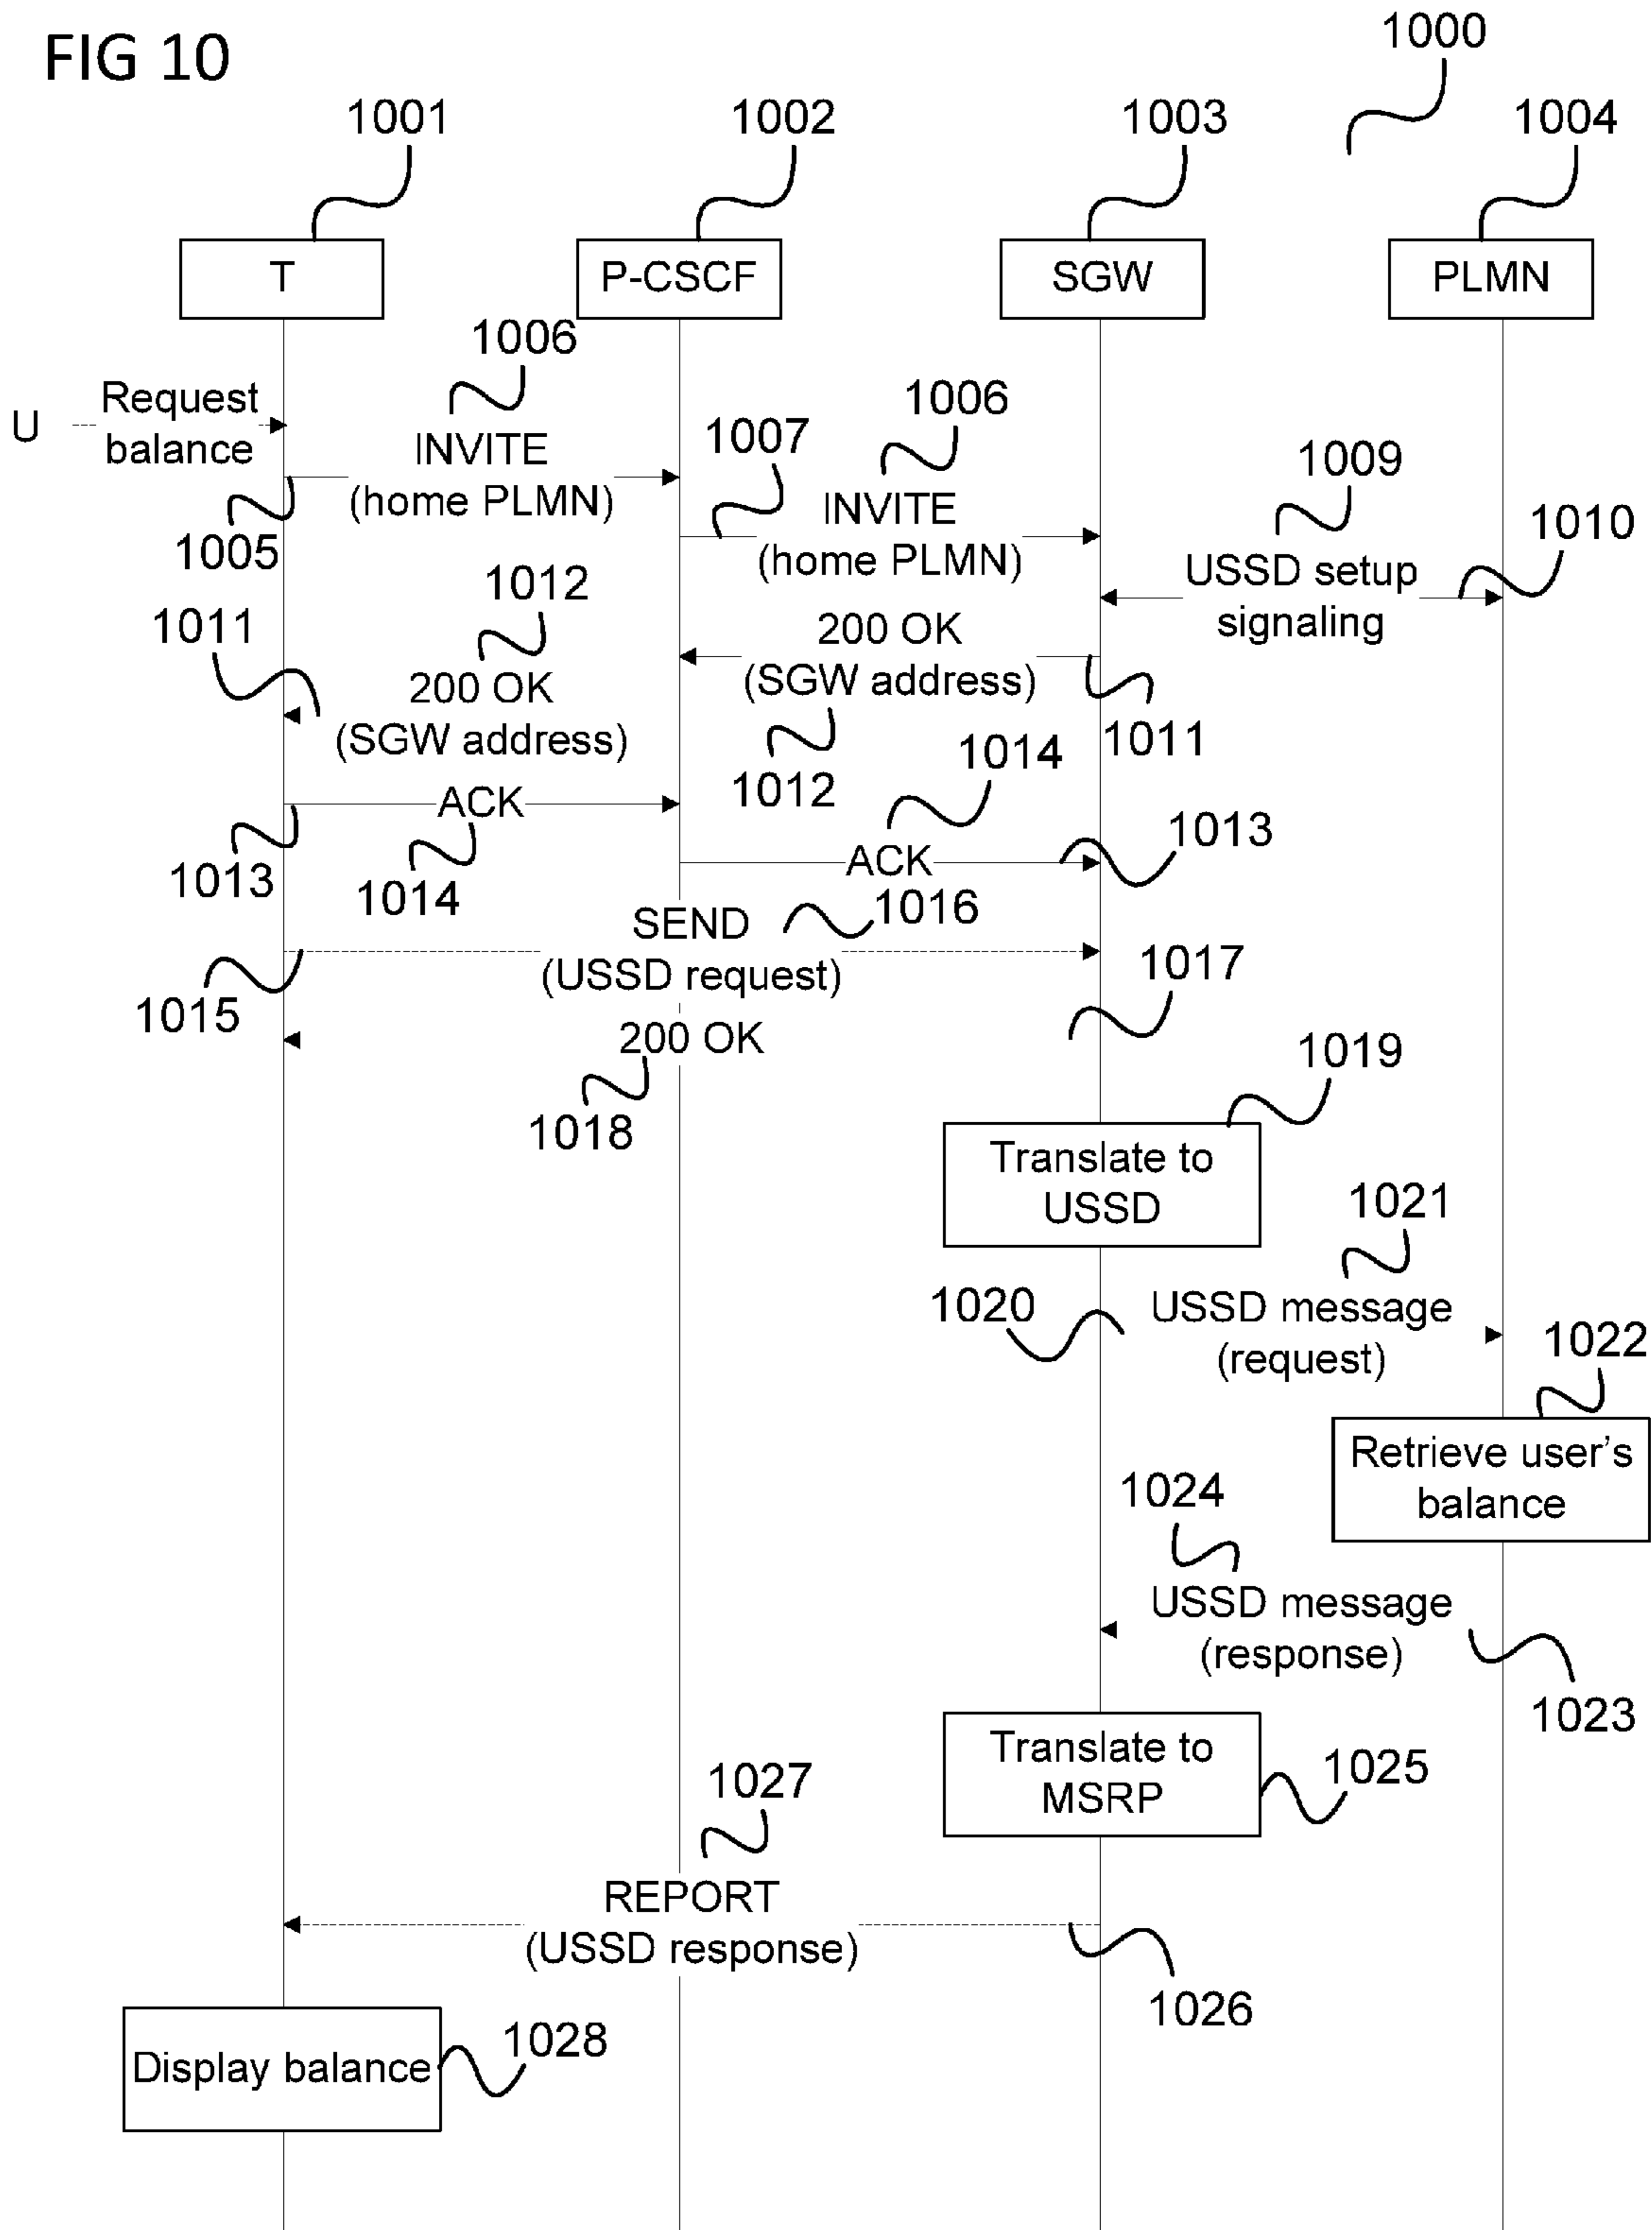 FIG 10
1000
1001
1002
1003
1004
T
P-CSCF
SGW
PLMN
U
Request
balance
1006
INVITE
(home PLMN)
1005
1006
1007
INVITE
(home PLMN)
1009
1010
USSD setup
signaling
1012
1011
200 OK
(SGW address)
200 OK
(SGW address)
1012
1011
1014
ACK
1013
1014
ACK
1013
1016
SEND
(USSD request)
1015
1017
200 OK
1018
1019
Translate to
USSD
1021
1020
USSD message
(request)
1022
Retrieve user's
balance
1024
USSD message
(response)
1023
Translate to
MSRP
1025
1027
REPORT
(USSD response)
1026
Display balance
1028